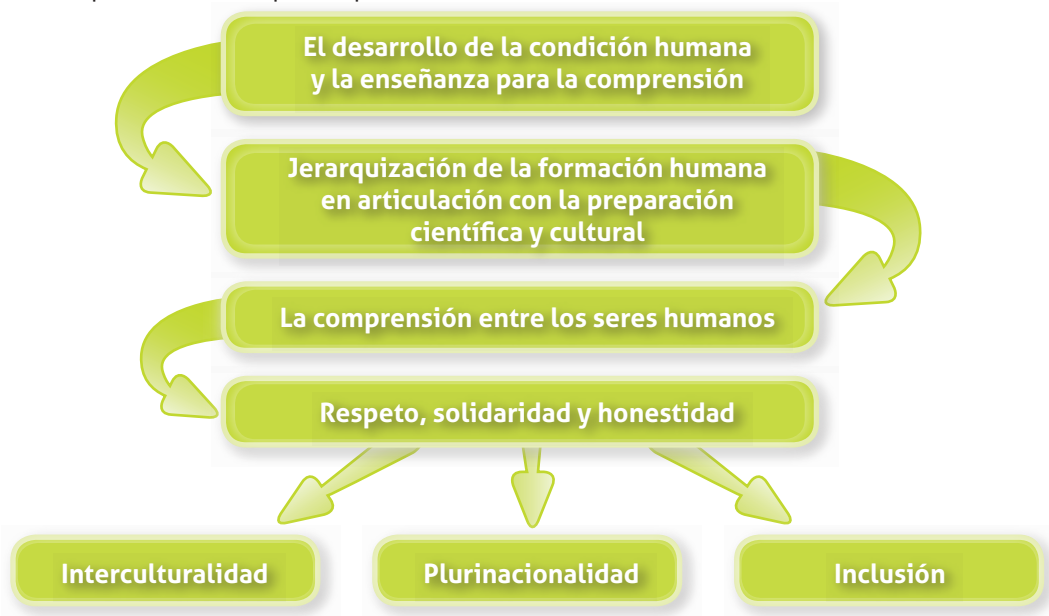 El desarrollo de la condición humana
y la enseñanza para la comprensión
Jerarquización de la formación humana
en articulación con la preparación
científica y cultural
La comprensión entre los seres humanos
Respeto, solidaridad y honestidad
Interculturalidad
Plurinacionalidad
Inclusión